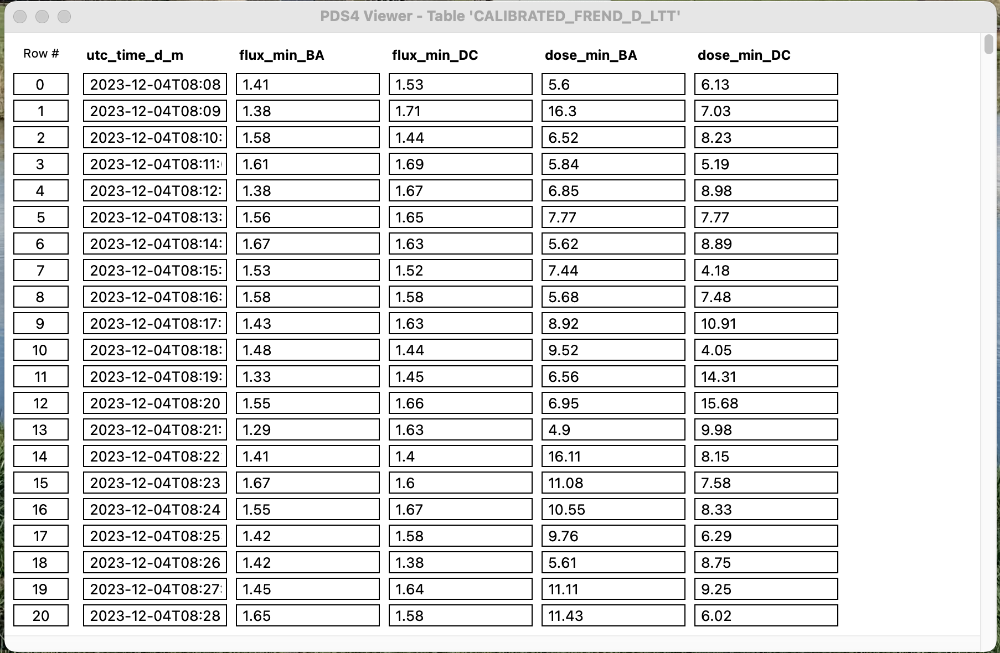 PDS4 Viewer - Table 'CALIBRATED_FREND_D_LTT'
Row # utc_time_d_m flux_min_BA flux_min_DC dose_min_BA dose_min_DC
0 2023-12-04T08:08 1.41 1.53 5.6 6.13
1 2023-12-04T08:09 1.38 1.71 16.3 7.03
2 2023-12-04T08:10: 1.58 1.44 6.52 8.23
3 2023-12-04T08:11: 1.61 1.69 5.84 5.19
4 2023-12-04T08:12: 1.38 1.67 6.85 8.98
5 2023-12-04T08:13: 1.56 1.65 7.77 7.77
6 2023-12-04T08:14: 1.67 1.63 5.62 8.89
7 2023-12-04T08:15: 1.53 1.52 7.44 4.18
8 2023-12-04T08:16: 1.58 1.58 5.68 7.48
9 2023-12-04T08:17: 1.43 1.63 8.92 10.91
10 2023-12-04T08:18: 1.48 1.44 9.52 4.05
11 2023-12-04T08:19: 1.33 1.45 6.56 14.31
12 2023-12-04T08:20 1.55 1.66 6.95 15.68
13 2023-12-04T08:21: 1.29 1.63 4.9 9.98
14 2023-12-04T08:22: 1.41 1.4 16.11 8.15
15 2023-12-04T08:23 1.67 1.6 11.08 7.58
16 2023-12-04T08:24 1.55 1.67 10.55 8.33
17 2023-12-04T08:25: 1.42 1.58 9.76 6.29
18 2023-12-04T08:26 1.42 1.38 5.61 8.75
19 2023-12-04T08:27: 1.45 1.64 11.11 9.25
20 2023-12-04T08:28 1.65 1.58 11.43 6.02